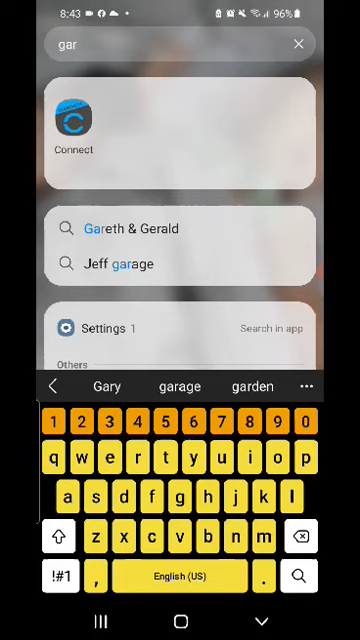 8:43 96%
gar
Connect
Gareth & Gerald
Jeff garage
Settings 1 Search in app
Others
Gary garage garden
1 2 3 4 5 6 7 8 9 0
q w e r t y u i o p
a s d f g h j k l
z x c v b n m
!#1 , English (US) .